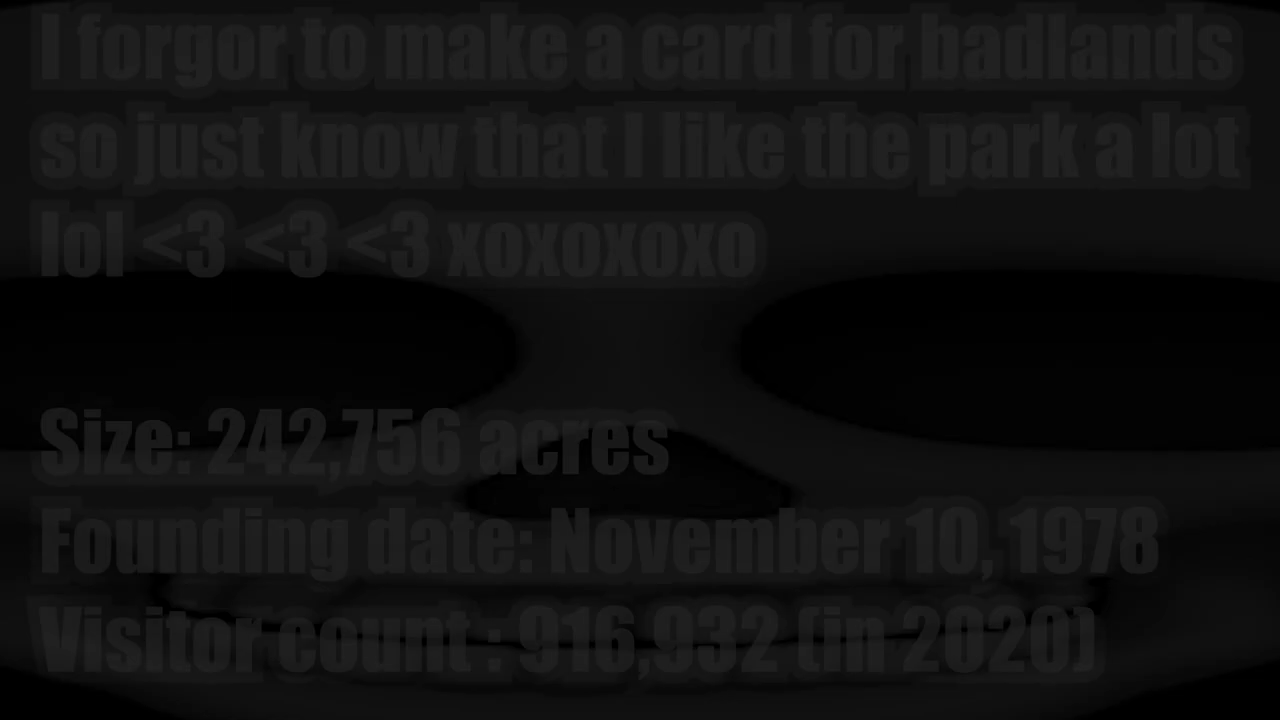 I forgor to make a card for badlands
so just know that I like the park a lot
lol <3 <3 <3 xoxoxoxo
Size: 242,756 acres
Founding date: November 10, 1978
Visitor count : 916,932 (in 2020)